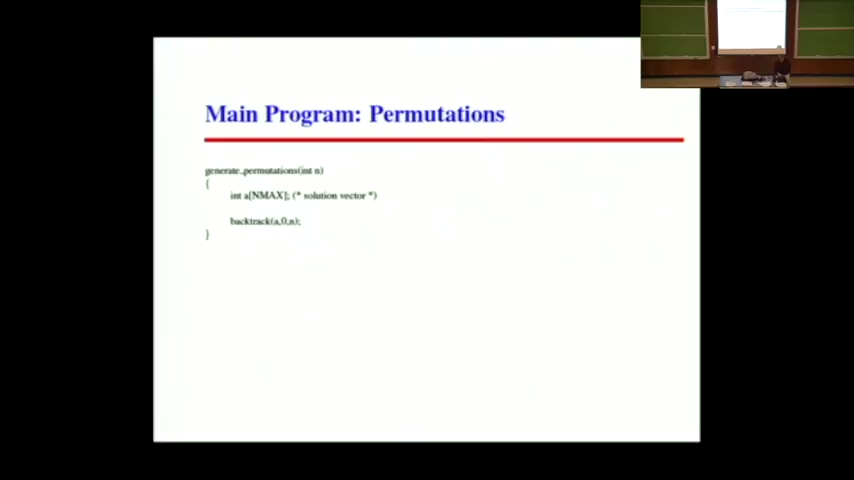 Main Program: Permutations
generate_permutations(int n)
{
int a[NMAX]; (* solution vector *)
backtrack(a,0,n);
}